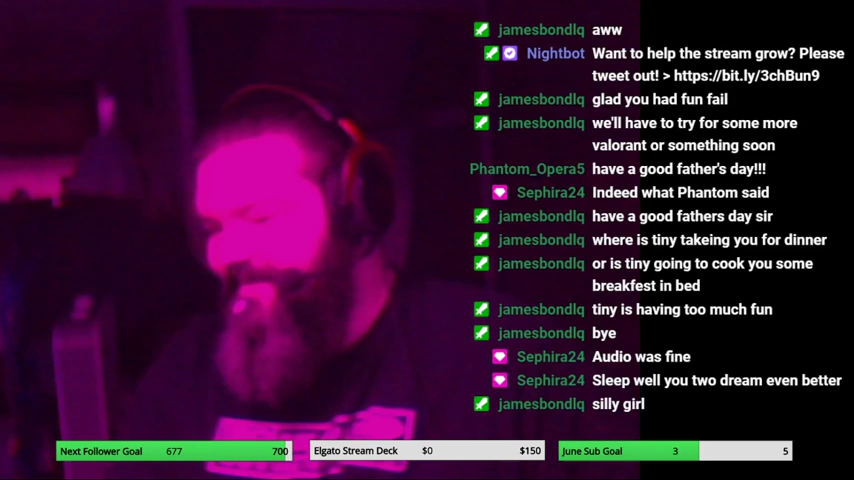 jamesbondlq aww
Nightbot Want to help the stream grow? Please
tweet out! > https://bit.ly/3chBun9
jamesbondlq glad you had fun fail
jamesbondlq we'll have to try for some more
valorant or something soon
Phantom_Opera5 have a good father's day!!!
Sephira24 Indeed what Phantom said
jamesbondlq have a good fathers day sir
jamesbondlq where is tiny takeing you for dinner
jamesbondlq or is tiny going to cook you some
breakfest in bed
jamesbondlq tiny is having too much fun
jamesbondlq bye
Sephira24 Audio was fine
Sephira24 Sleep well you two dream even better
jamesbondlq silly girl
Next Follower Goal 677 700 Elgato Stream Deck $0 $150 June Sub Goal 3 5